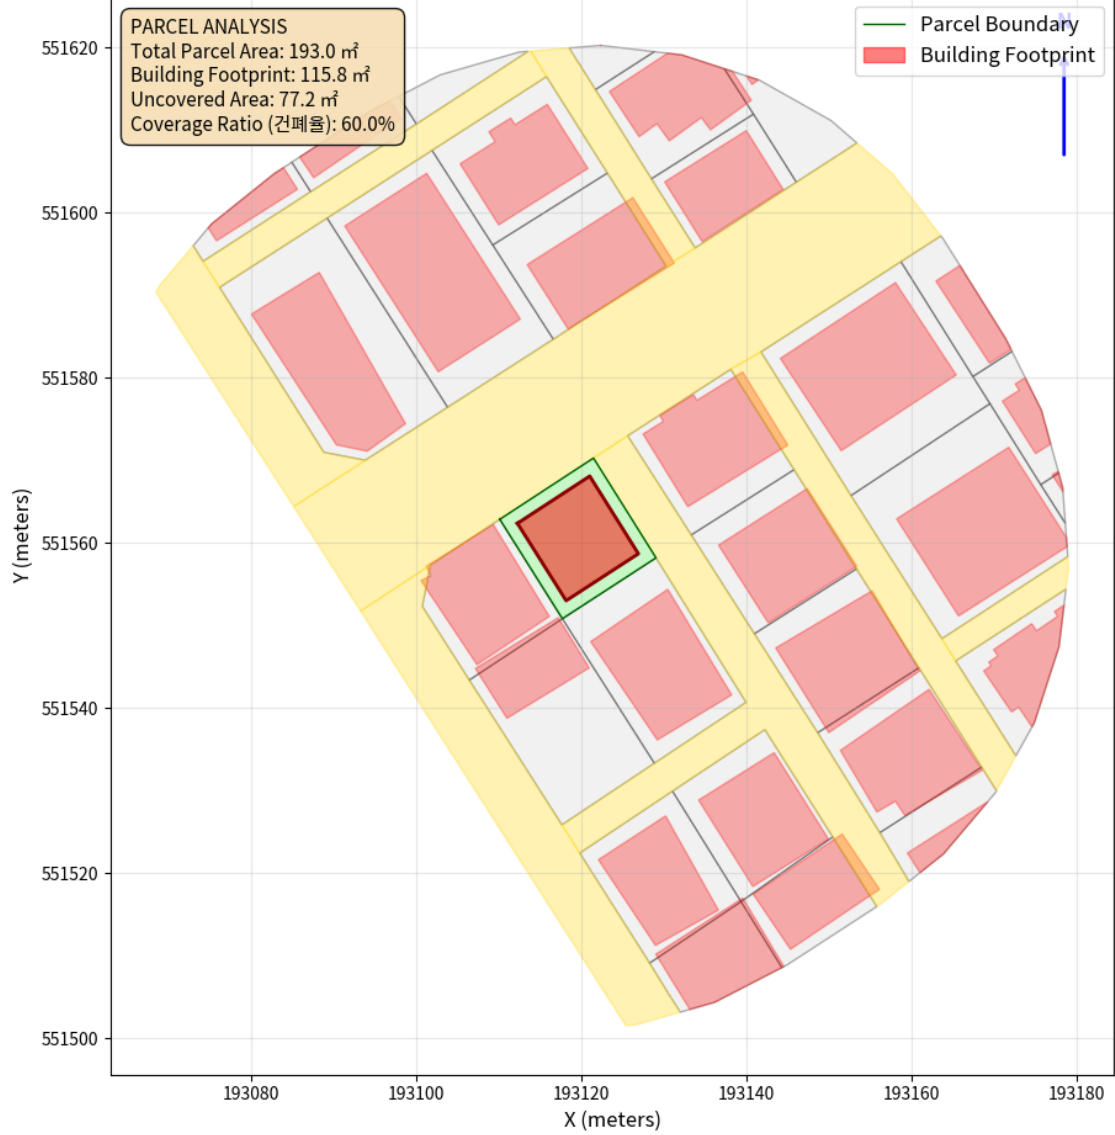 PARCEL ANALYSIS
Total Parcel Area: 193.0 ㎡
Building Footprint: 115.8 ㎡
Uncovered Area: 77.2 ㎡
Coverage Ratio (건폐율): 60.0%
Parcel Boundary
Building Footprint
N
551620
551600
551580
551560
551540
551520
551500
Y (meters)
193080
193100
193120
193140
193160
193180
X (meters)